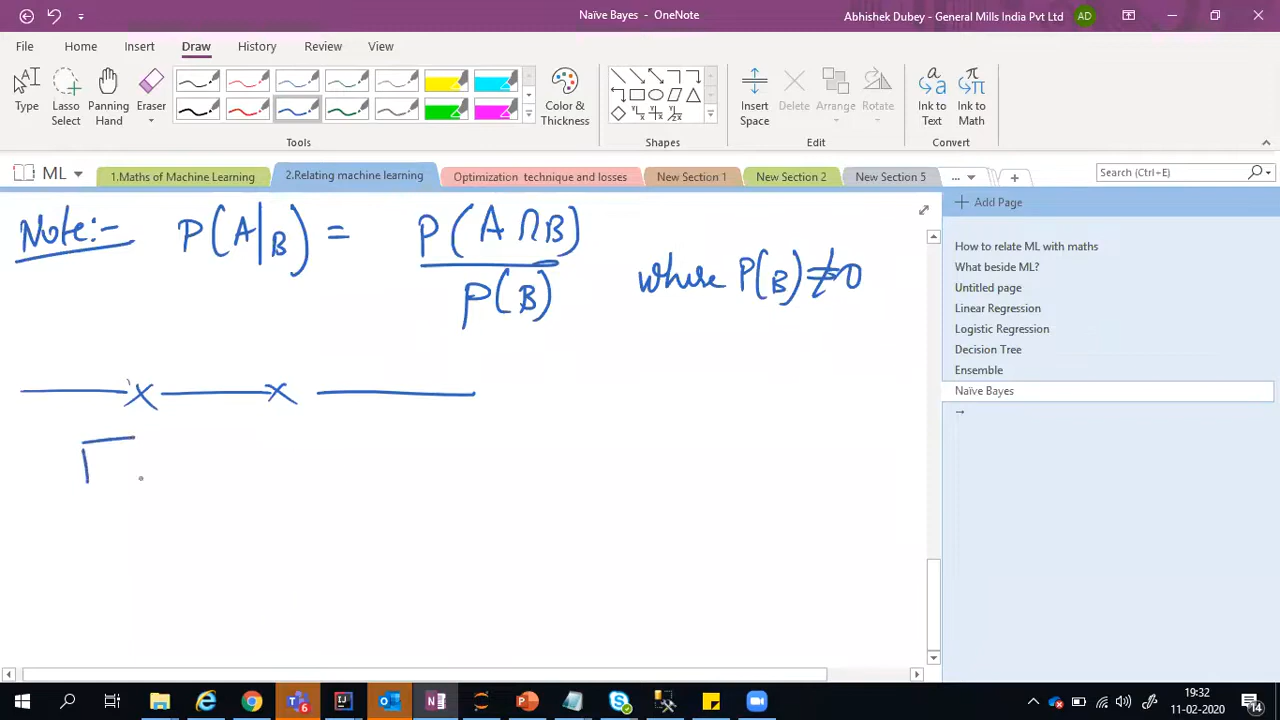 Naïve Bayes - OneNote
Abhishek Dubey - General Mills India Pvt Ltd
AD
File Home Insert Draw History Review View
Type
Lasso Select
Panning Hand
Eraser
Color & Thickness
Insert Space
Delete
Arrange
Rotate
Ink to Text
Ink to Math
Tools
Shapes
Edit
Convert
ML
1.Maths of Machine Learning
2.Relating machine learning
Optimization technique and losses
New Section 1
New Section 2
New Section 5
...
Search (Ctrl+E)
Note:- P(A|B) = P(A∩B)
P(B)
where P(B)≠0
Add Page
How to relate ML with maths
What beside ML?
Untitled page
Linear Regression
Logistic Regression
Decision Tree
Ensemble
Naïve Bayes
→
19:32
11-02-2020
6
14